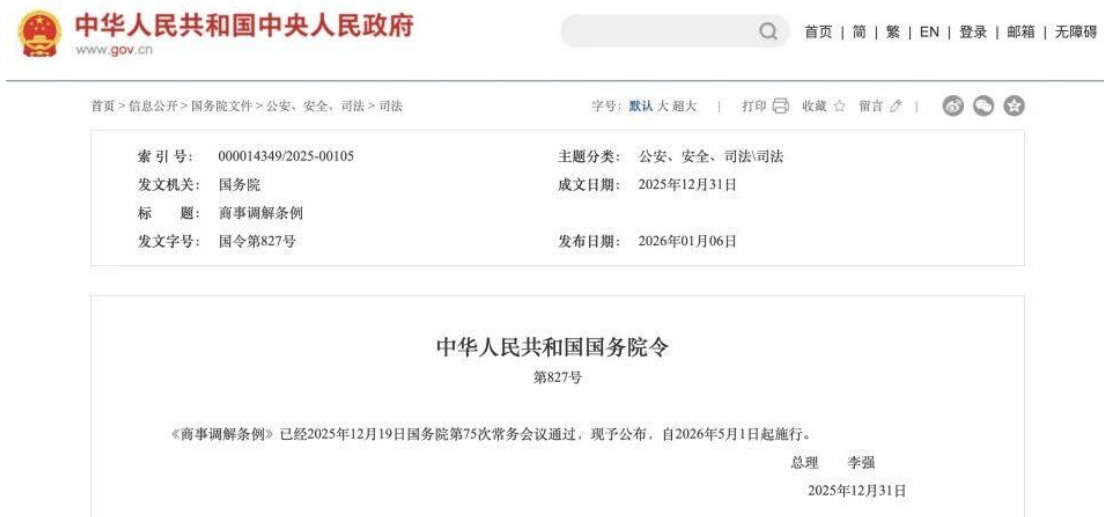 中华人民共和国中央人民政府
www.gov.cn
首页 | 简 | 繁 | EN | 登录 | 邮箱 | 无障碍
首页 > 信息公开 > 国务院文件 > 公安、安全、司法 > 司法
字号: 默认 大 超大 | 打印 收藏 留言 |
索 引 号: 000014349/2025-00105 主题分类: 公安、安全、司法\司法
发文机关: 国务院 成文日期: 2025年12月31日
标 题: 商事调解条例
发文字号: 国令第827号 发布日期: 2026年01月06日
中华人民共和国国务院令
第827号
《商事调解条例》已经2025年12月19日国务院第75次常务会议通过，现予公布，自2026年5月1日起施行。
总理 李强
2025年12月31日